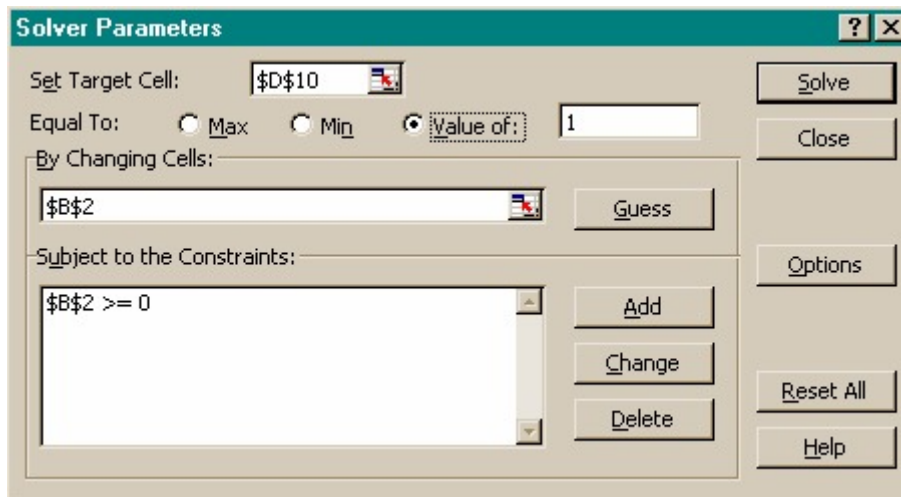 Solver Parameters
Set Target Cell: $D$10
Solve
Equal To: Max Min Value of: 1
Close
By Changing Cells:
$B$2
Guess
Subject to the Constraints:
Options
$B$2 >= 0
Add
Change
Reset All
Delete
Help